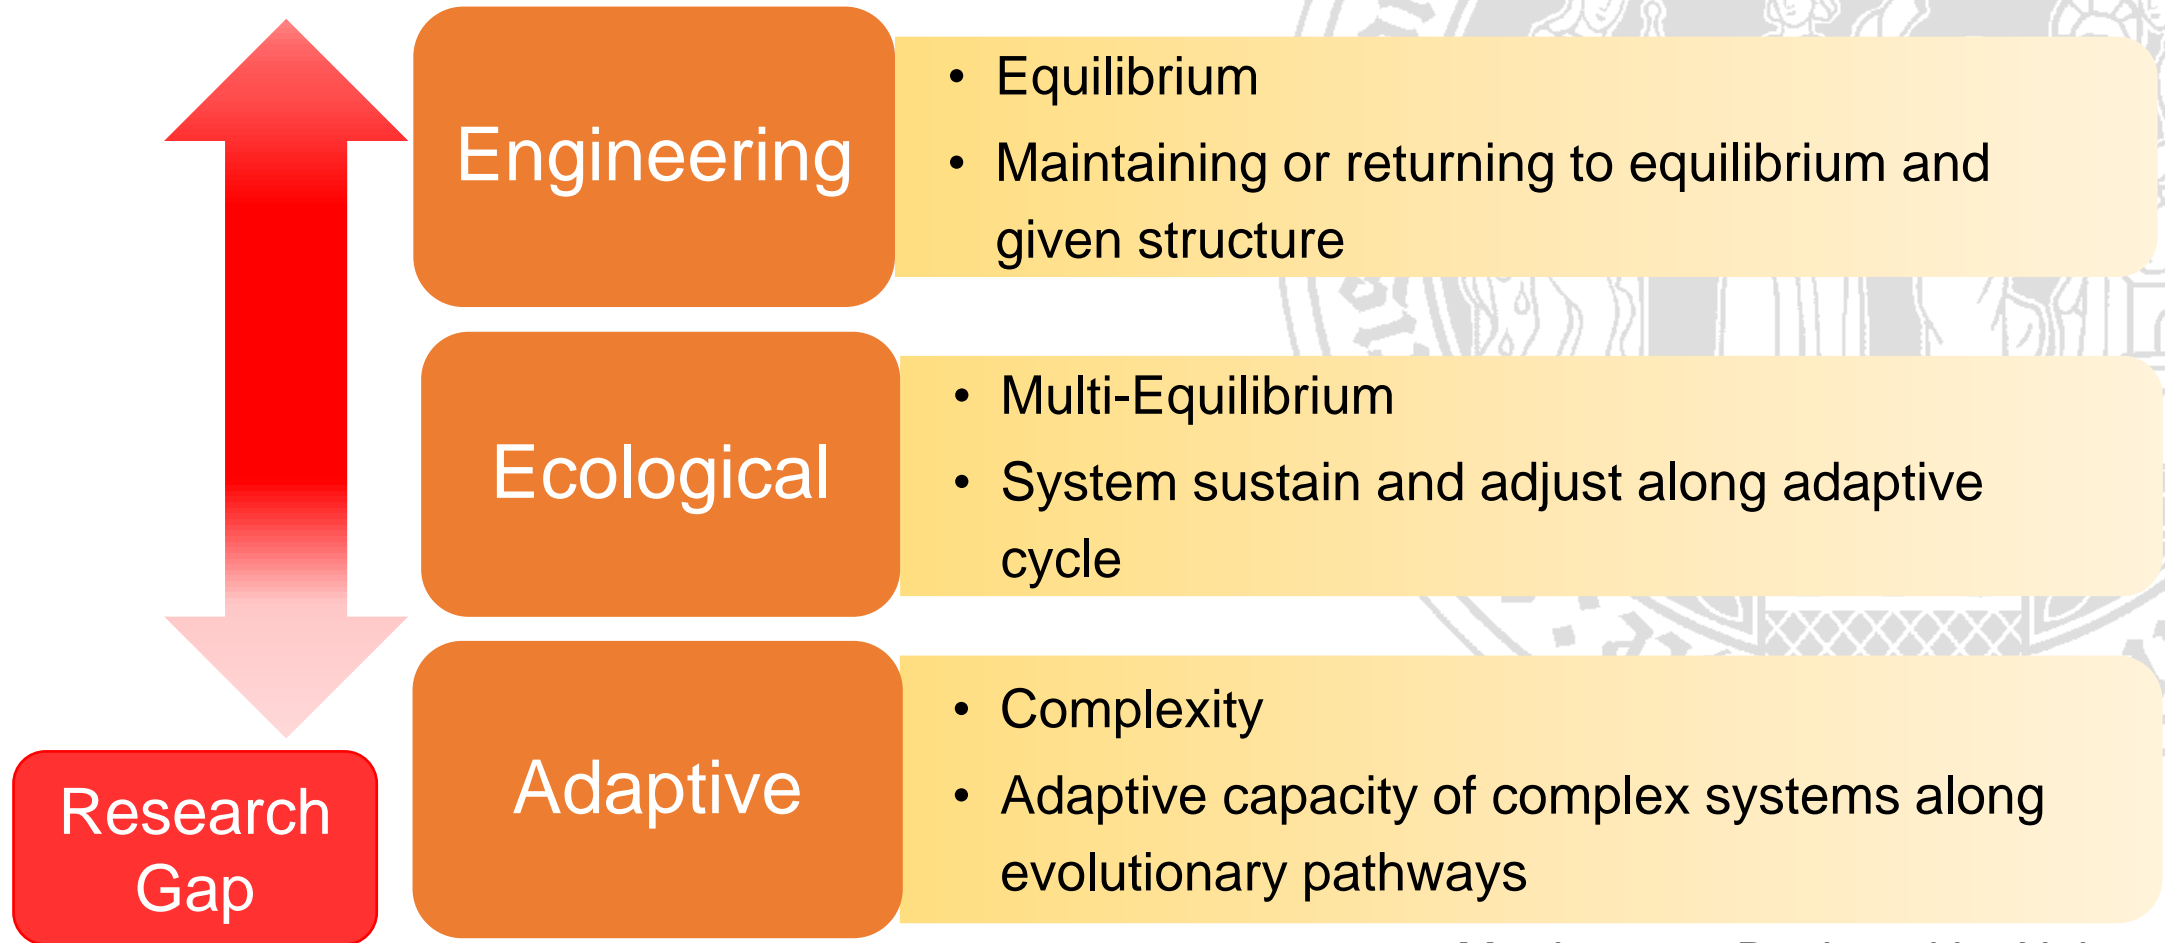 Engineering
• Equilibrium
• Maintaining or returning to equilibrium and
given structure
Ecological
• Multi-Equilibrium
• System sustain and adjust along adaptive
cycle
Adaptive
• Complexity
• Adaptive capacity of complex systems along
evolutionary pathways
Research
Gap